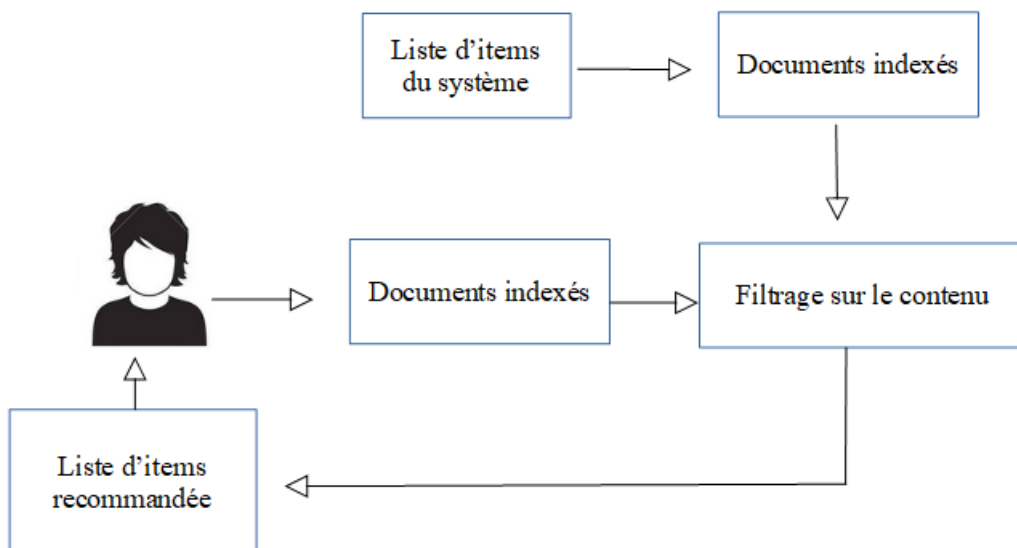 Liste d’items
du système
Documents indexés
Documents indexés
Filtrage sur le contenu
Liste d’items
recommandée